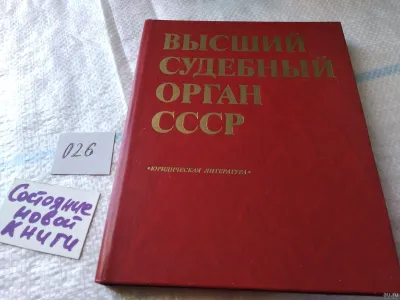 ВЫСШИЙ
СУДЕБНЫЙ
ОРГАН
СССР
«ЮРИДИЧЕСКАЯ ЛИТЕРАТУРА»
026
Состояние
новой
книги